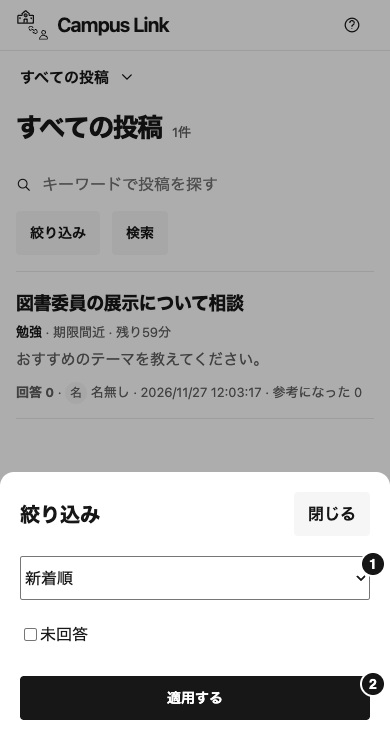 Campus Link
すべての投稿
すべての投稿 1件
キーワードで投稿を探す
絞り込み 検索
図書委員の展示について相談
勉強 · 期限間近 · 残り59分
おすすめのテーマを教えてください。
回答 0 · 名 名無し · 2026/11/27 12:03:17 · 参考になった 0
絞り込み 閉じる
1
新着順
未回答
2
適用する